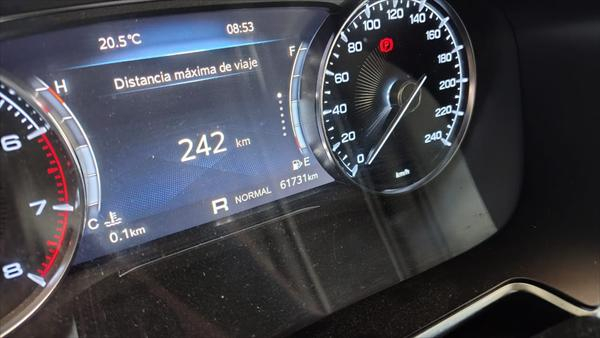 20.5°C 08:53
Distancia máxima de viaje
242 km
R NORMAL 61731km
0.1km
H
C
F
E
6
7
8
0
20
40
60
80
100
120
140
160
180
200
220
240
km/h
P